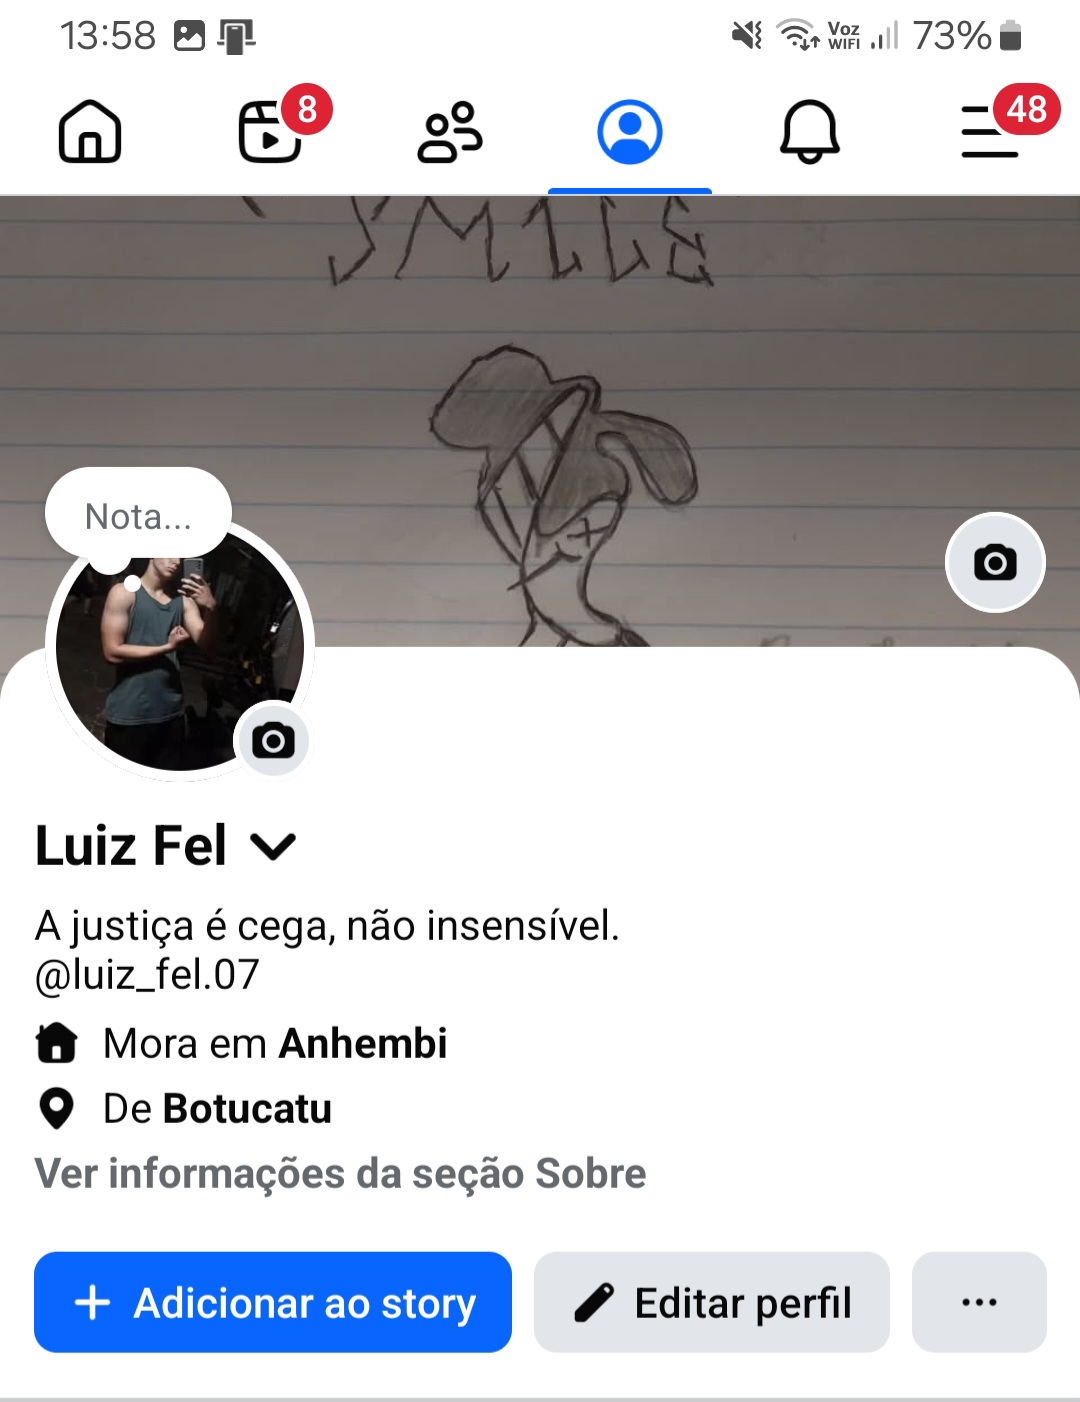 13:58
Voz
WIFI
73%
8
48
SMILE
Nota...
Luiz Fel
A justiça é cega, não insensível.
@luiz_fel.07
Mora em Anhembi
De Botucatu
Ver informações da seção Sobre
+ Adicionar ao story
Editar perfil
...